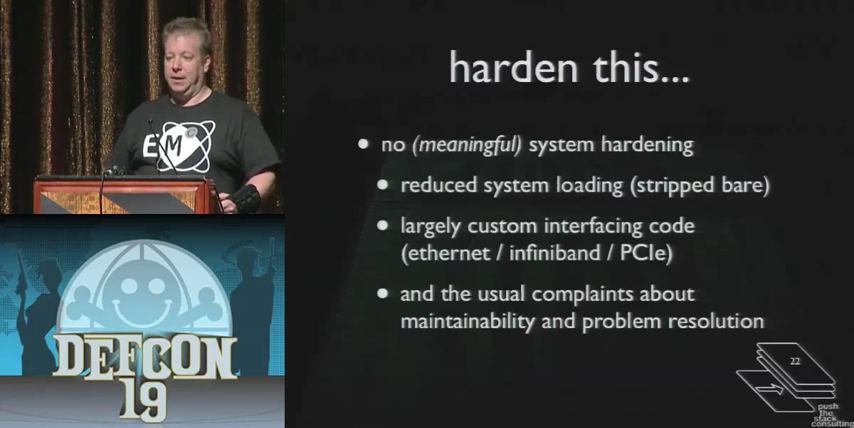 harden this...
• no (meaningful) system hardening
• reduced system loading (stripped bare)
• largely custom interfacing code
(ethernet / infiniband / PCIe)
• and the usual complaints about
maintainability and problem resolution
22
push
the
stack
consulting
DEFCON
19